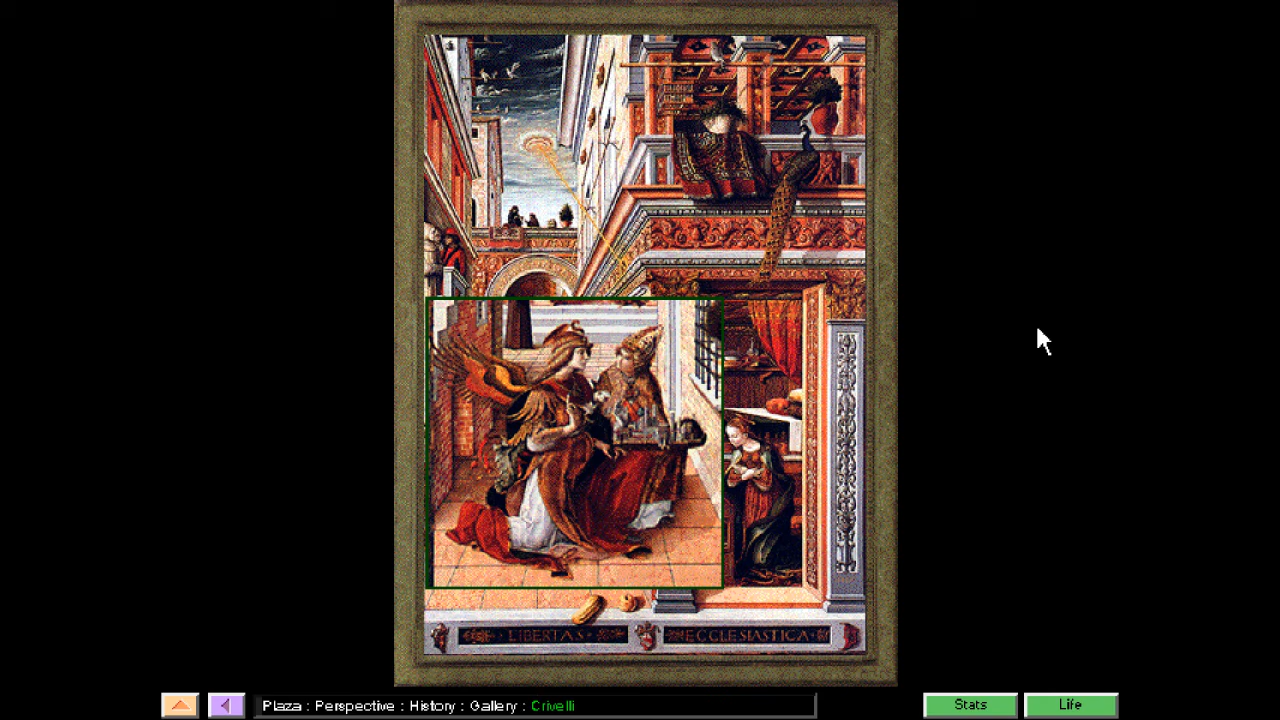 LIBERTAS ECCLESIASTICA
Plaza : Perspective : History : Gallery : Crivelli
Stats
Life